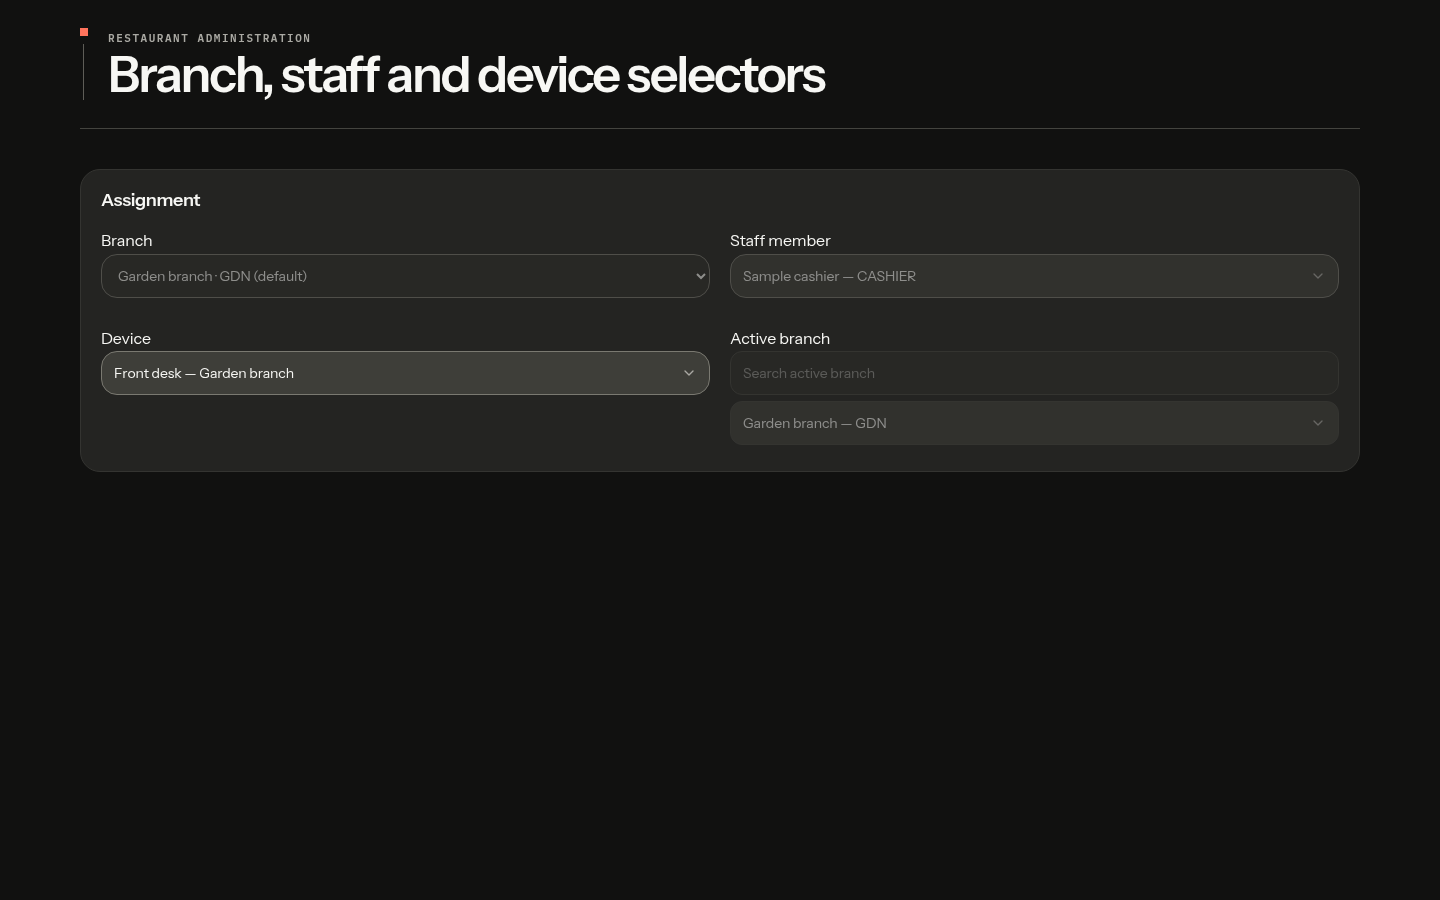 RESTAURANT ADMINISTRATION
Branch, staff and device selectors
Assignment
Branch
Garden branch · GDN (default)
Staff member
Sample cashier — CASHIER
Device
Front desk — Garden branch
Active branch
Search active branch
Garden branch — GDN